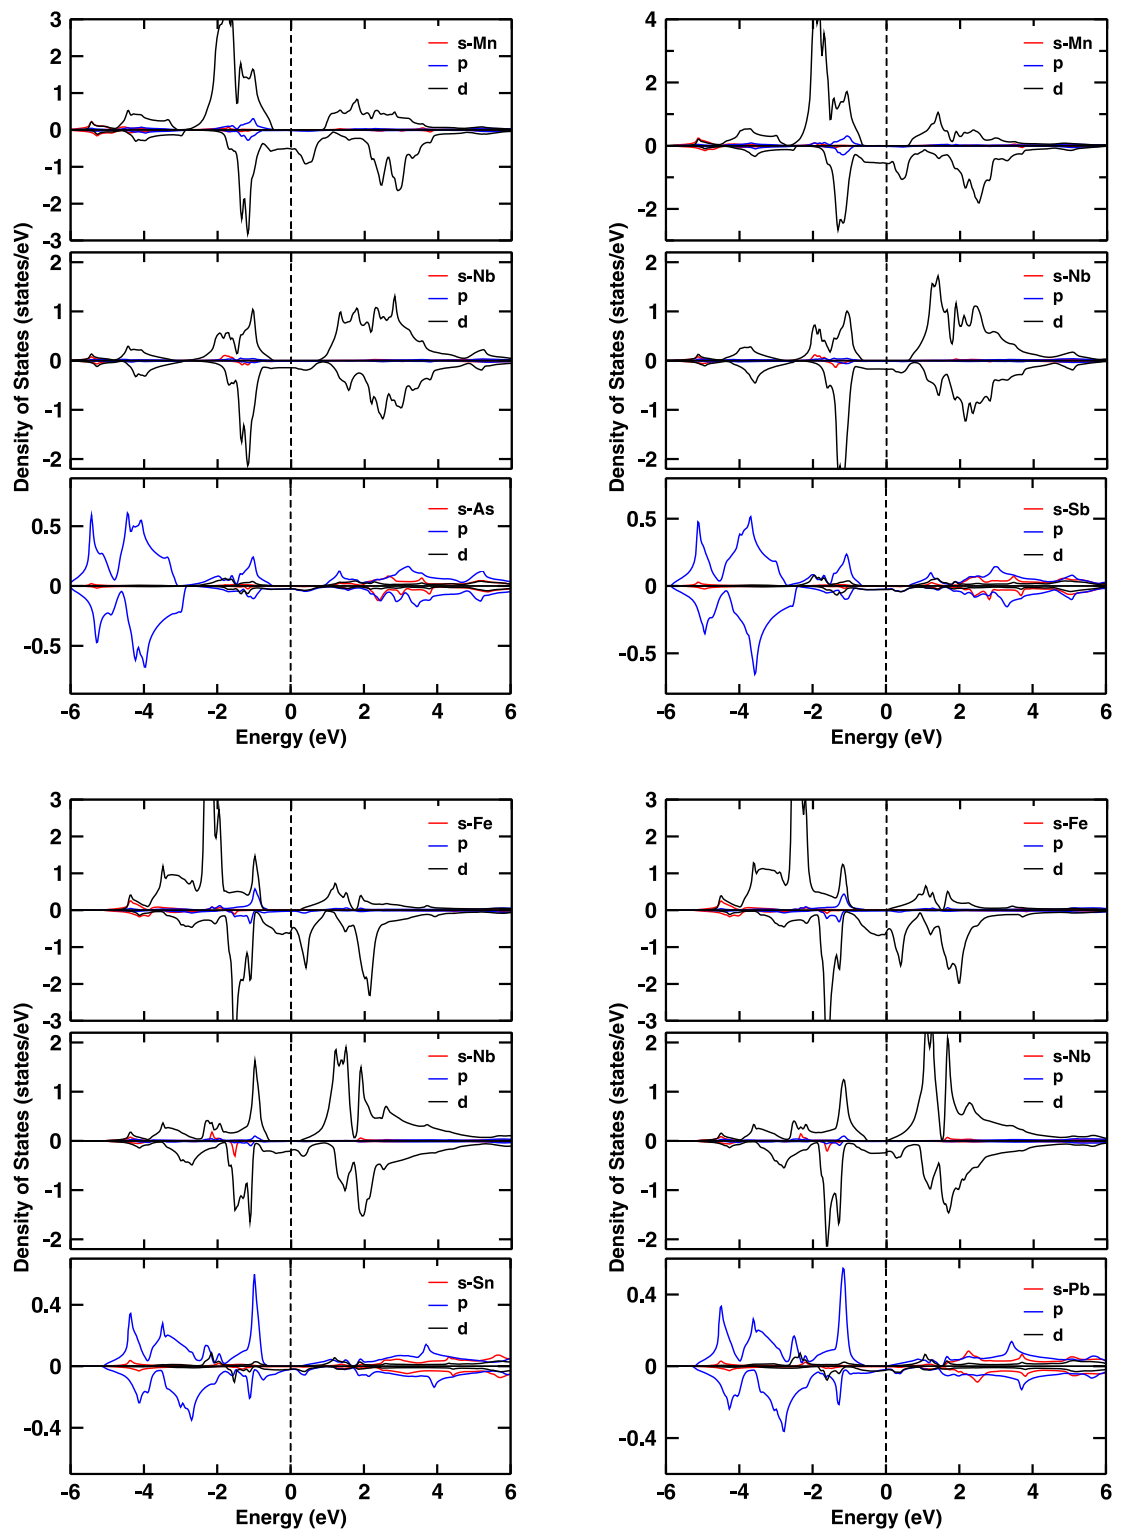 3
2
1
0
-1
-2
-3
s-Mn
p
d
2
1
0
-1
-2
s-Nb
p
d
0.5
0
-0.5
s-As
p
d
-6 -4 -2 0 2 4 6
Energy (eV)
Density of States (states/eV)
4
2
0
-2
s-Mn
p
d
2
1
0
-1
-2
s-Nb
p
d
0.5
0
-0.5
s-Sb
p
d
-6 -4 -2 0 2 4 6
Energy (eV)
Density of States (states/eV)
3
2
1
0
-1
-2
-3
s-Fe
p
d
2
1
0
-1
-2
s-Nb
p
d
0.4
0
-0.4
s-Sn
p
d
-6 -4 -2 0 2 4 6
Energy (eV)
Density of States (states/eV)
3
2
1
0
-1
-2
-3
s-Fe
p
d
2
1
0
-1
-2
s-Nb
p
d
0.4
0
-0.4
s-Pb
p
d
-6 -4 -2 0 2 4 6
Energy (eV)
Density of States (states/eV)